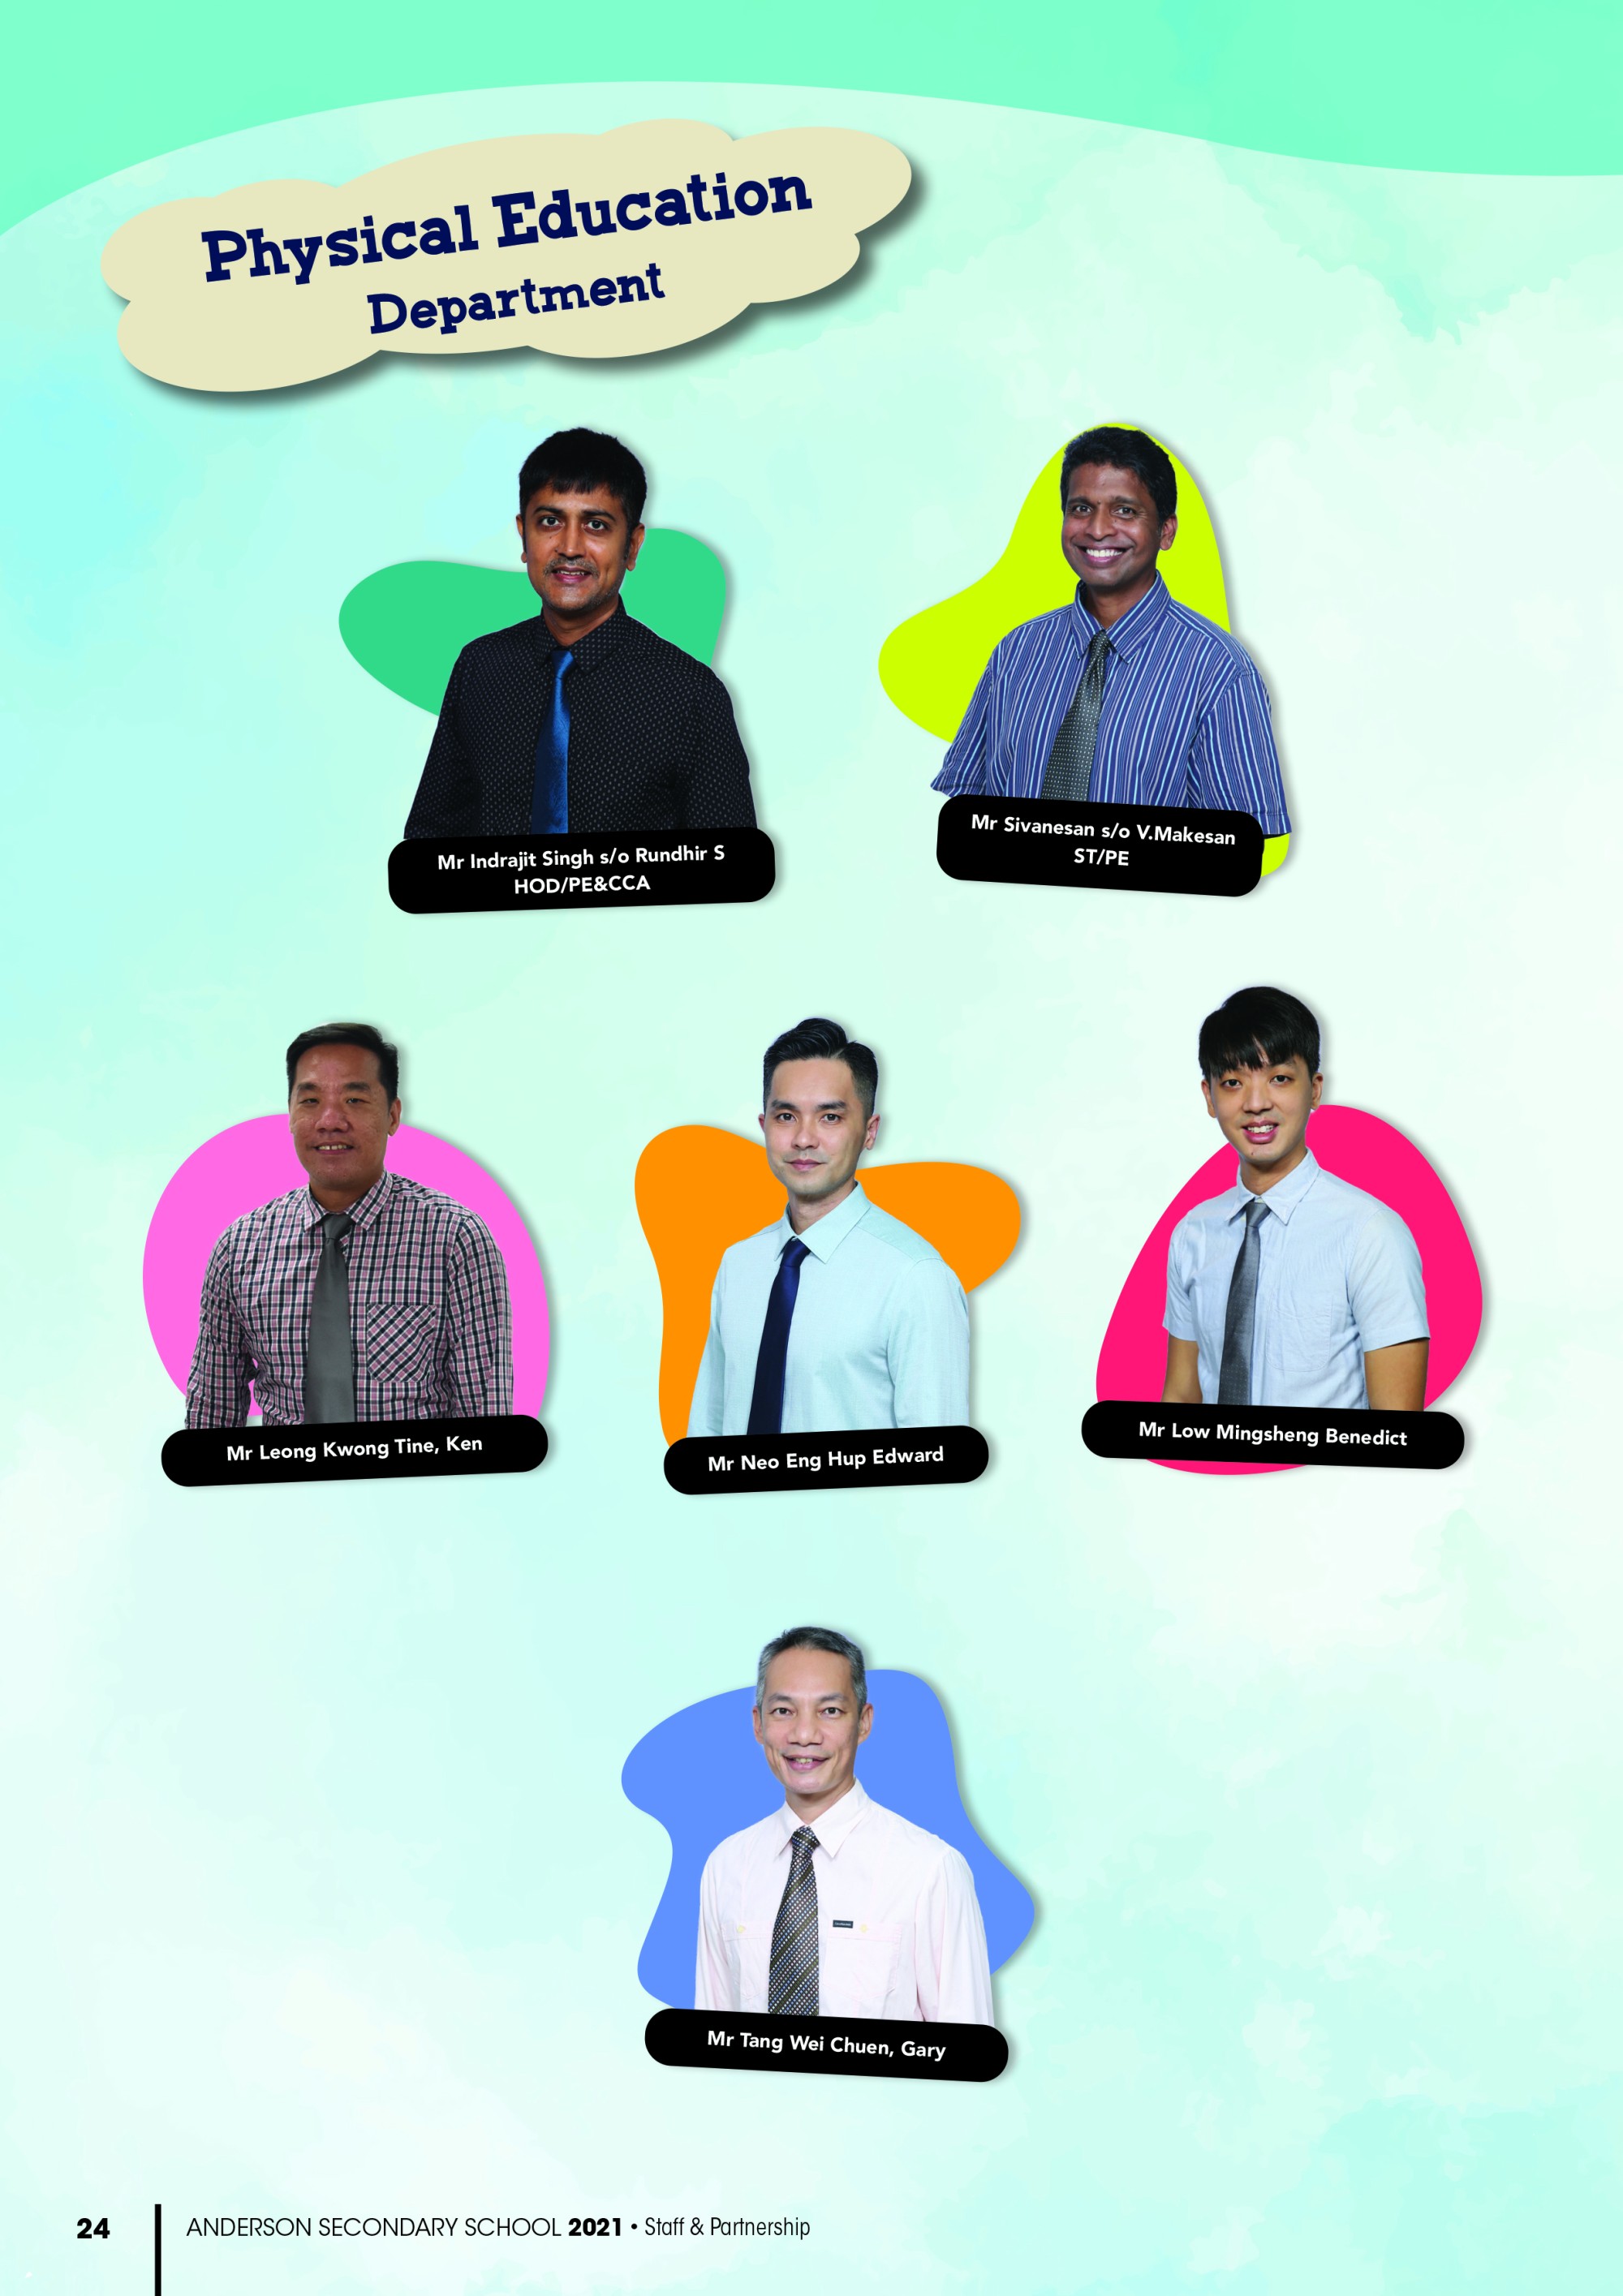 Physical Education
Department
Mr Indrajit Singh s/o Rundhir S
HOD/PE&CCA
Mr Sivanesan s/o V.Makesan
ST/PE
Mr Leong Kwong Tine, Ken
Mr Neo Eng Hup Edward
Mr Low Mingsheng Benedict
Mr Tang Wei Chuen, Gary
24
ANDERSON SECONDARY SCHOOL 2021 • Staff & Partnership